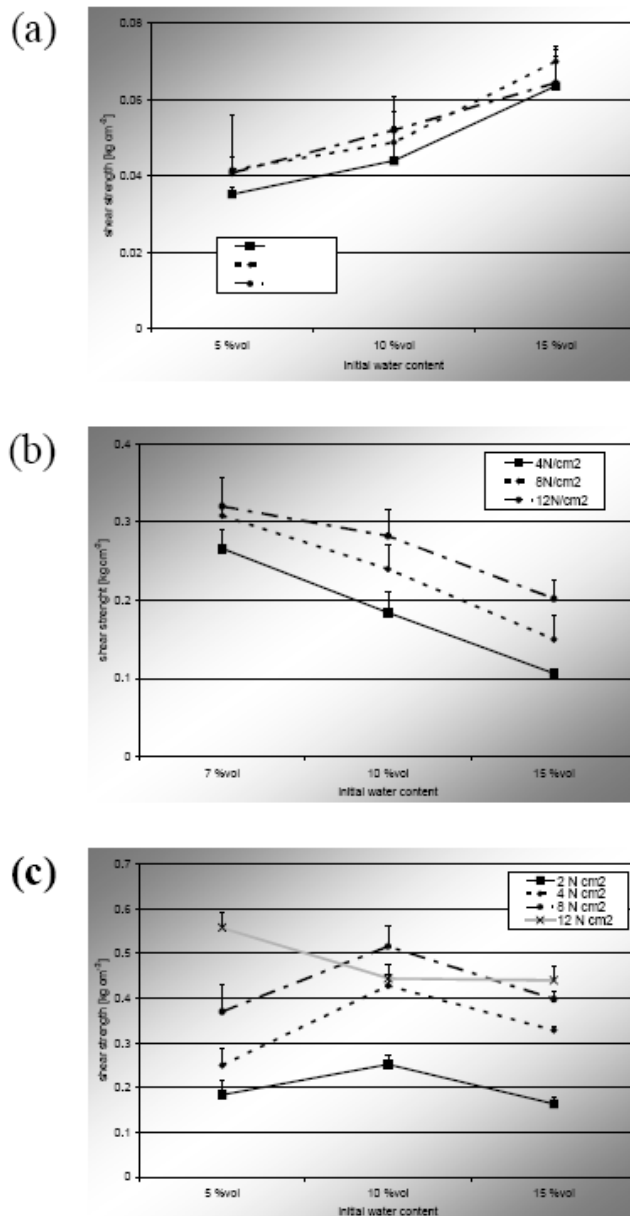 (a)
0.08
0.06
0.04
0.02
0
shear strength [kg cm⁻²]
5 %vol
10 %vol
15 %vol
initial water content
(b)
0.4
0.3
0.2
0.1
0
shear strenght [kg cm⁻²]
4N/cm2
8N/cm2
12N/cm2
7 %vol
10 %vol
15 %vol
initial water content
(c)
0.7
0.6
0.5
0.4
0.3
0.2
0.1
0
shear strength [kg cm⁻²]
2 N cm2
4 N cm2
8 N cm2
12 N cm2
5 %vol
10 %vol
15 %vol
initial water content